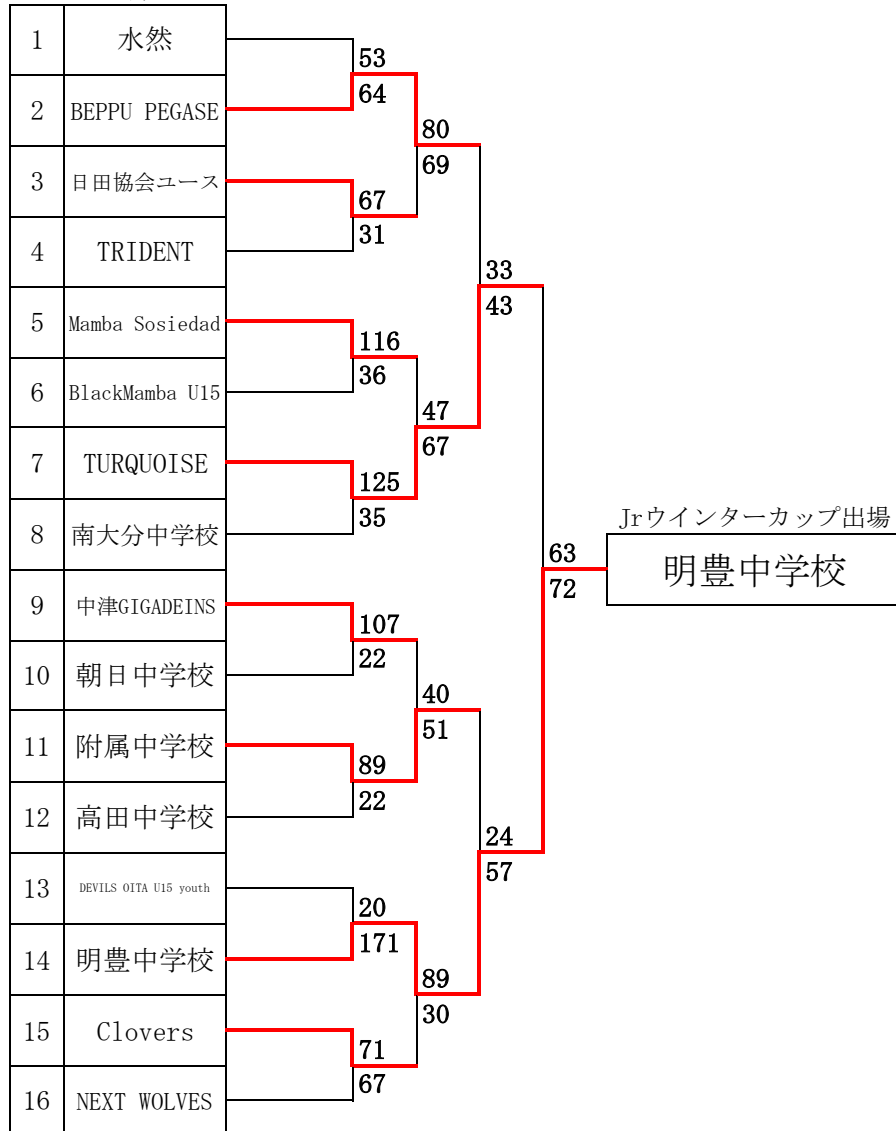 1 水然
53
64
2 BEPPU PEGASE
80
69
3 日田協会ユース
67
31
4 TRIDENT
33
43
5 Mamba Sosiedad
116
36
6 BlackMamba U15
47
67
7 TURQUOISE
125
35
8 南大分中学校
Jrウインターカップ出場
63
72
明豊中学校
9 中津GIGADEINS
107
22
10 朝日中学校
40
51
11 附属中学校
89
22
12 高田中学校
24
57
13 DEVILS OITA U15 youth
20
171
14 明豊中学校
89
30
15 Clovers
71
67
16 NEXT WOLVES